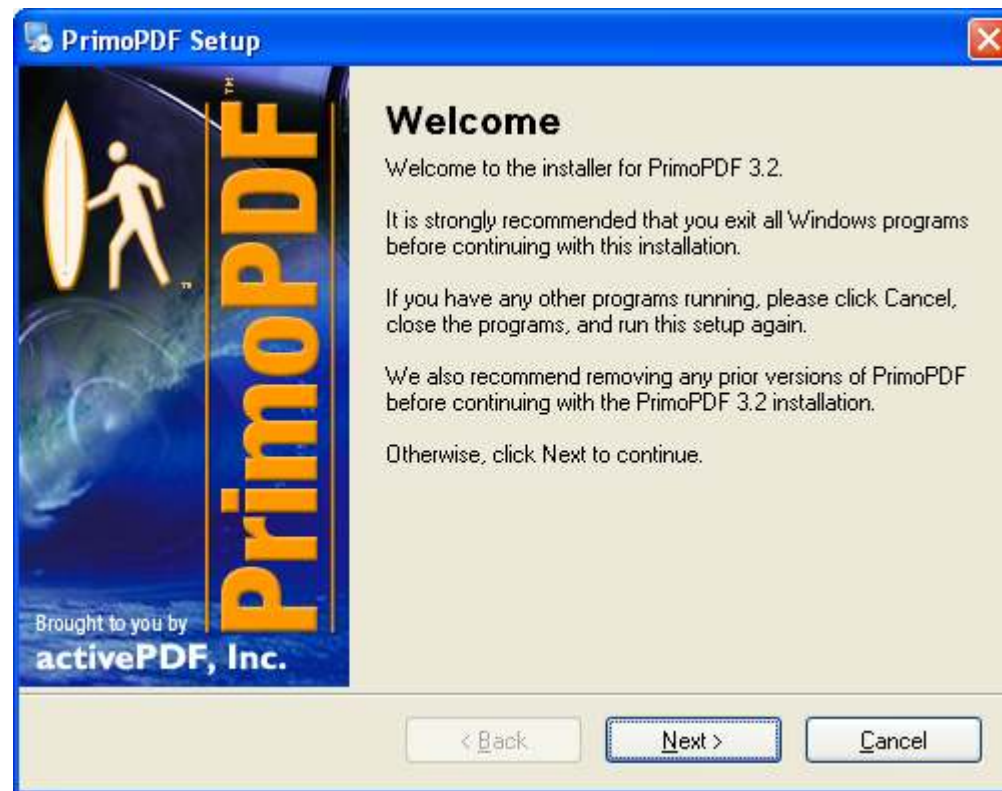 PrimoPDF Setup
PrimoPDF™
™
Brought to you by
activePDF, Inc.
Welcome
Welcome to the installer for PrimoPDF 3.2.
It is strongly recommended that you exit all Windows programs
before continuing with this installation.
If you have any other programs running, please click Cancel,
close the programs, and run this setup again.
We also recommend removing any prior versions of PrimoPDF
before continuing with the PrimoPDF 3.2 installation.
Otherwise, click Next to continue.
< Back
Next >
Cancel